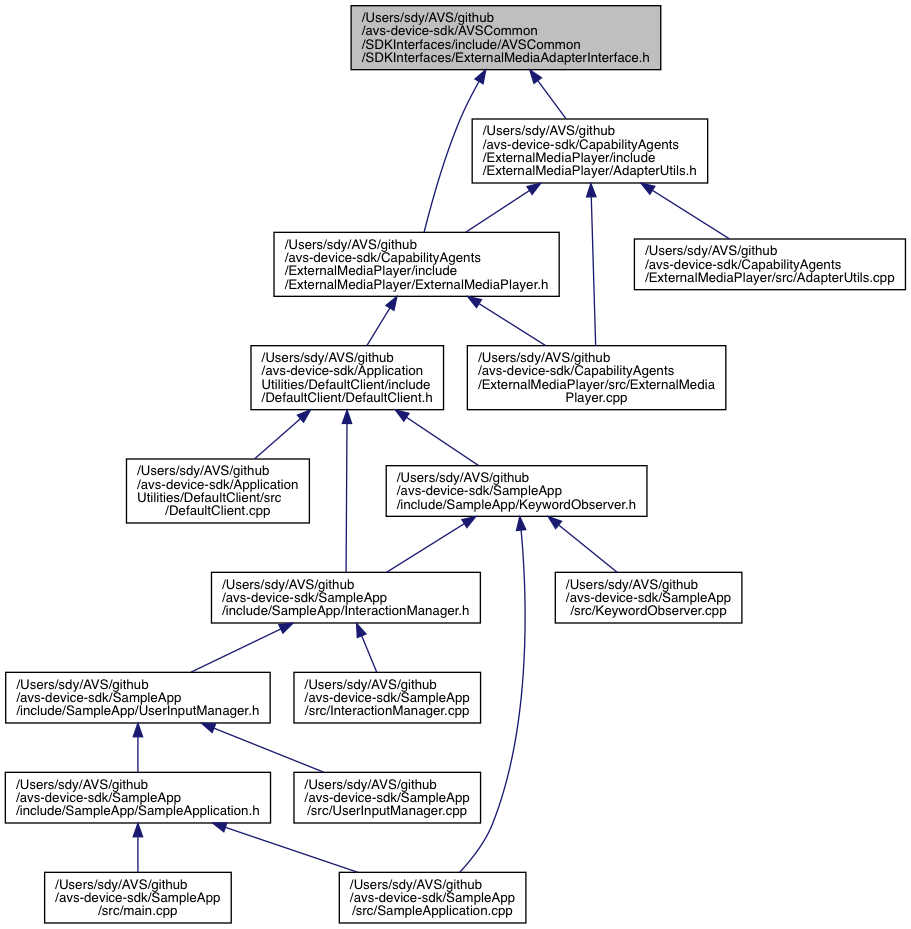 /Users/sdy/AVS/github
/avs-device-sdk/AVSCommon
/SDKInterfaces/include/AVSCommon
/SDKInterfaces/ExternalMediaAdapterInterface.h
/Users/sdy/AVS/github
/avs-device-sdk/CapabilityAgents
/ExternalMediaPlayer/include
/ExternalMediaPlayer/AdapterUtils.h
/Users/sdy/AVS/github
/avs-device-sdk/CapabilityAgents
/ExternalMediaPlayer/include
/ExternalMediaPlayer/ExternalMediaPlayer.h
/Users/sdy/AVS/github
/avs-device-sdk/CapabilityAgents
/ExternalMediaPlayer/src/AdapterUtils.cpp
/Users/sdy/AVS/github
/avs-device-sdk/Application
Utilities/DefaultClient/include
/DefaultClient/DefaultClient.h
/Users/sdy/AVS/github
/avs-device-sdk/CapabilityAgents
/ExternalMediaPlayer/src/ExternalMedia
Player.cpp
/Users/sdy/AVS/github
/avs-device-sdk/Application
Utilities/DefaultClient/src
/DefaultClient.cpp
/Users/sdy/AVS/github
/avs-device-sdk/SampleApp
/include/SampleApp/KeywordObserver.h
/Users/sdy/AVS/github
/avs-device-sdk/SampleApp
/include/SampleApp/InteractionManager.h
/Users/sdy/AVS/github
/avs-device-sdk/SampleApp
/src/KeywordObserver.cpp
/Users/sdy/AVS/github
/avs-device-sdk/SampleApp
/include/SampleApp/UserInputManager.h
/Users/sdy/AVS/github
/avs-device-sdk/SampleApp
/src/InteractionManager.cpp
/Users/sdy/AVS/github
/avs-device-sdk/SampleApp
/include/SampleApp/SampleApplication.h
/Users/sdy/AVS/github
/avs-device-sdk/SampleApp
/src/UserInputManager.cpp
/Users/sdy/AVS/github
/avs-device-sdk/SampleApp
/src/main.cpp
/Users/sdy/AVS/github
/avs-device-sdk/SampleApp
/src/SampleApplication.cpp